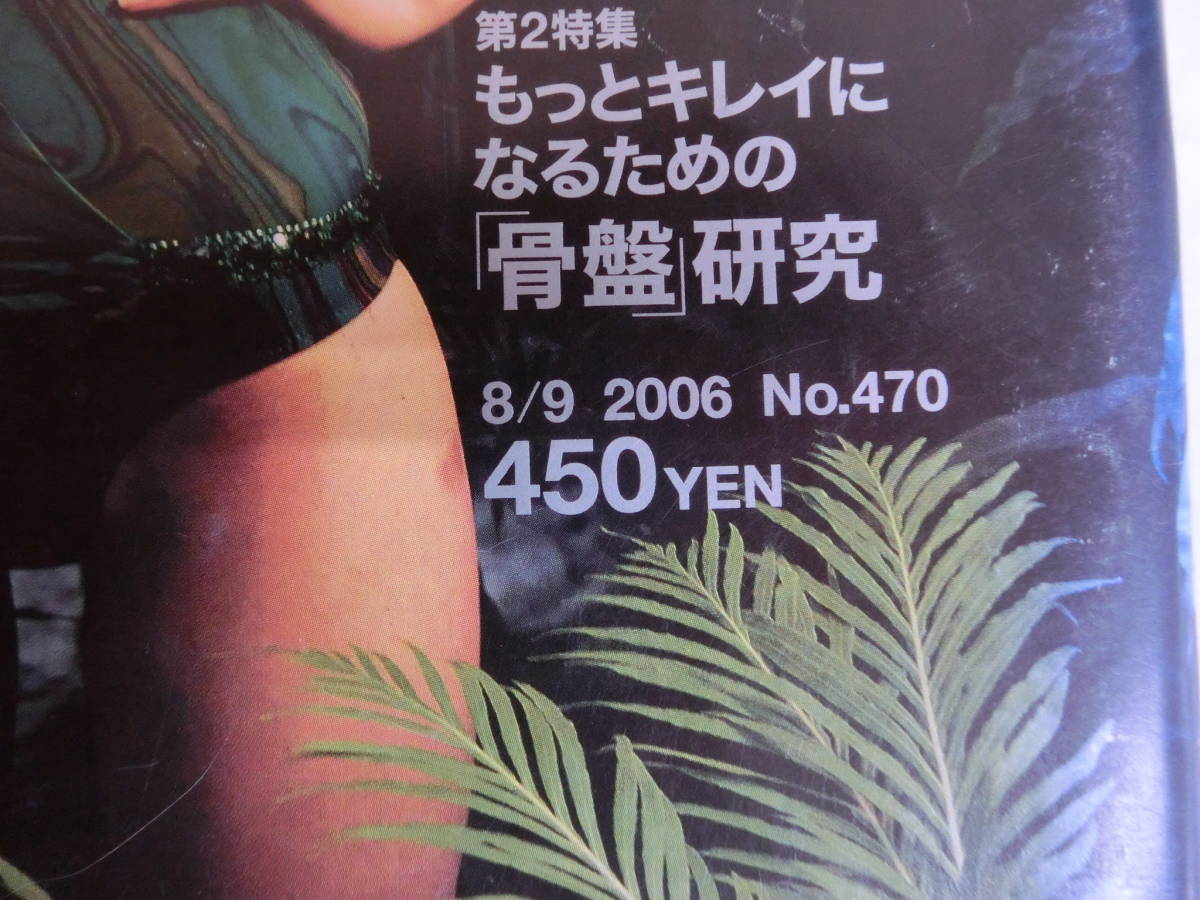 第2特集
もっとキレイに
なるための
「骨盤」研究
8/9 2006 No.470
450YEN